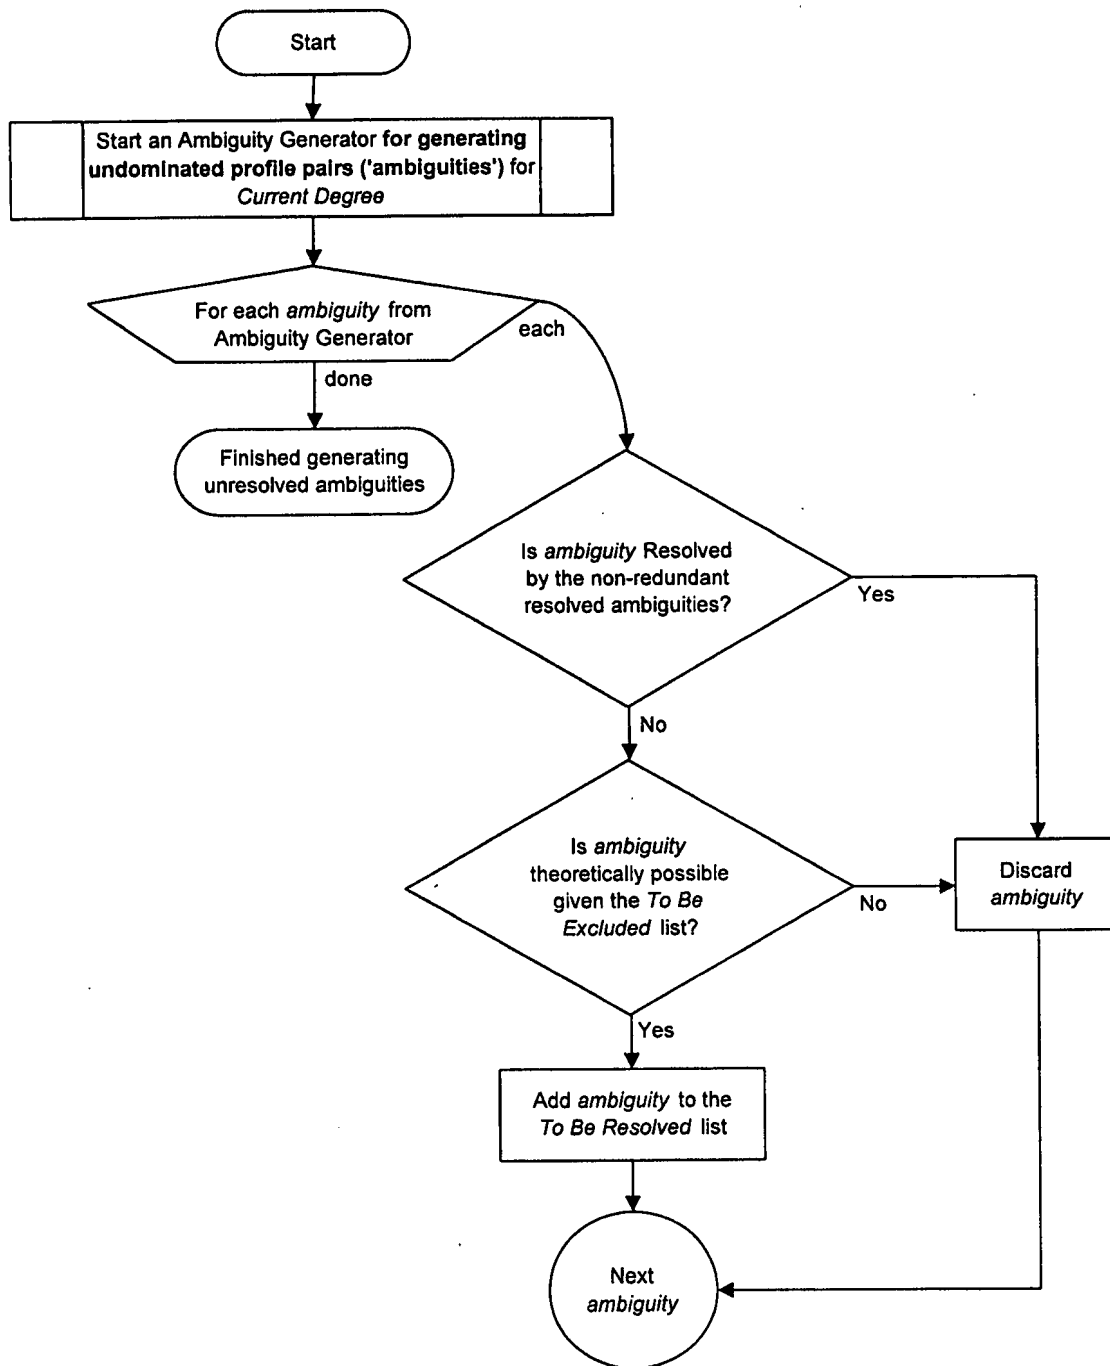 Start
Start an Ambiguity Generator for generating
undominated profile pairs ('ambiguities') for
Current Degree
For each ambiguity from
Ambiguity Generator
each
done
Finished generating
unresolved ambiguities
Is ambiguity Resolved
by the non-redundant
resolved ambiguities?
Yes
No
Is ambiguity
theoretically possible
given the To Be
Excluded list?
No
Discard
ambiguity
Yes
Add ambiguity to the
To Be Resolved list
Next
ambiguity